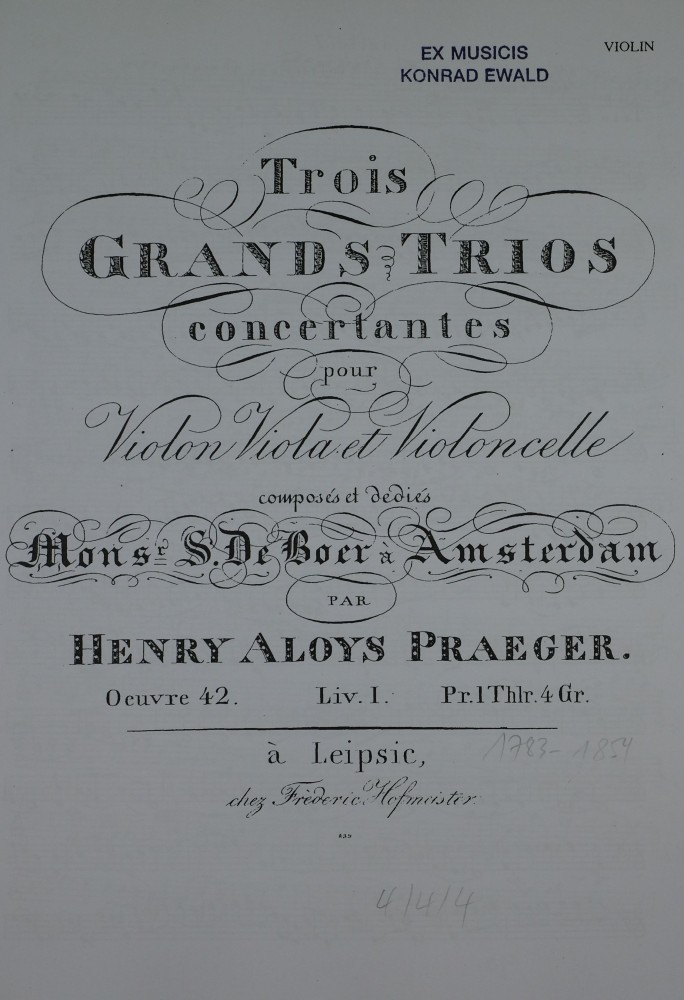 EX MUSICIS
KONRAD EWALD
VIOLIN
Trois
GRANDS TRIOS
concertantes
pour
Violon Viola et Violoncelle
composés et dediés
Monsr. S. De Boer à Amsterdam
PAR
HENRY ALOYS PRAEGER.
Oeuvre 42. Liv. I. Pr. 1 Thlr. 4 Gr.
à Leipsic,
1783-1854
chez Fréderic Hofmeister.
4/4/4